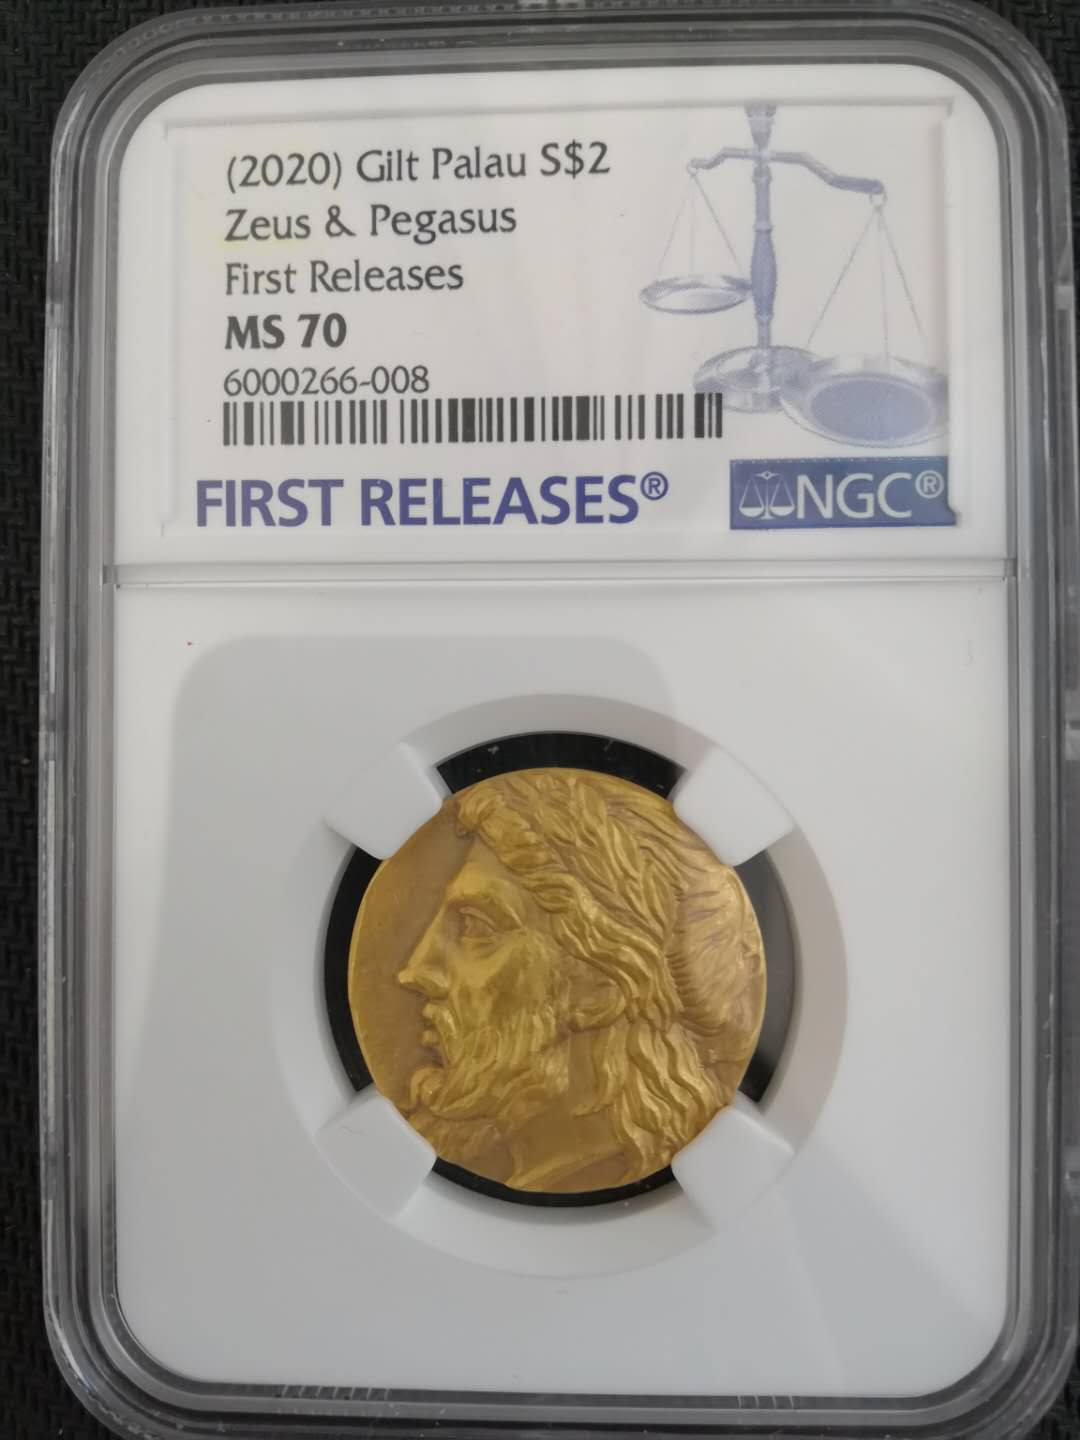 (2020) Gilt Palau S$2
Zeus & Pegasus
First Releases
MS 70
6000266-008
FIRST RELEASES®
NGC®